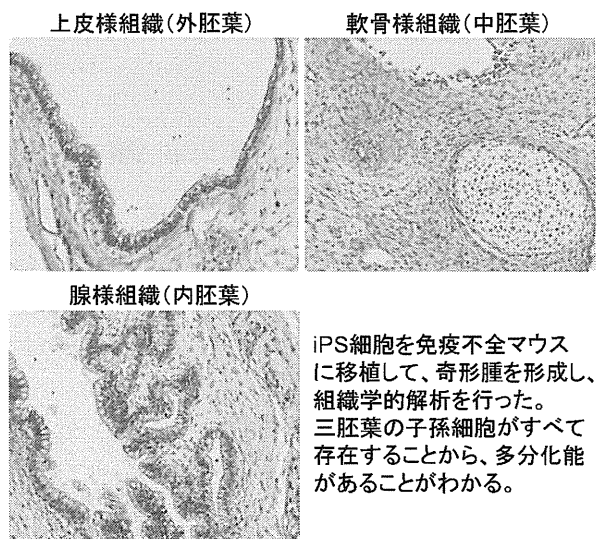 上皮様組織(外胚葉)
軟骨様組織(中胚葉)
腺様組織(内胚葉)
iPS細胞を免疫不全マウス
に移植して、奇形腫を形成し、
組織学的解析を行った。
三胚葉の子孫細胞がすべて
存在することから、多分化能
があることがわかる。